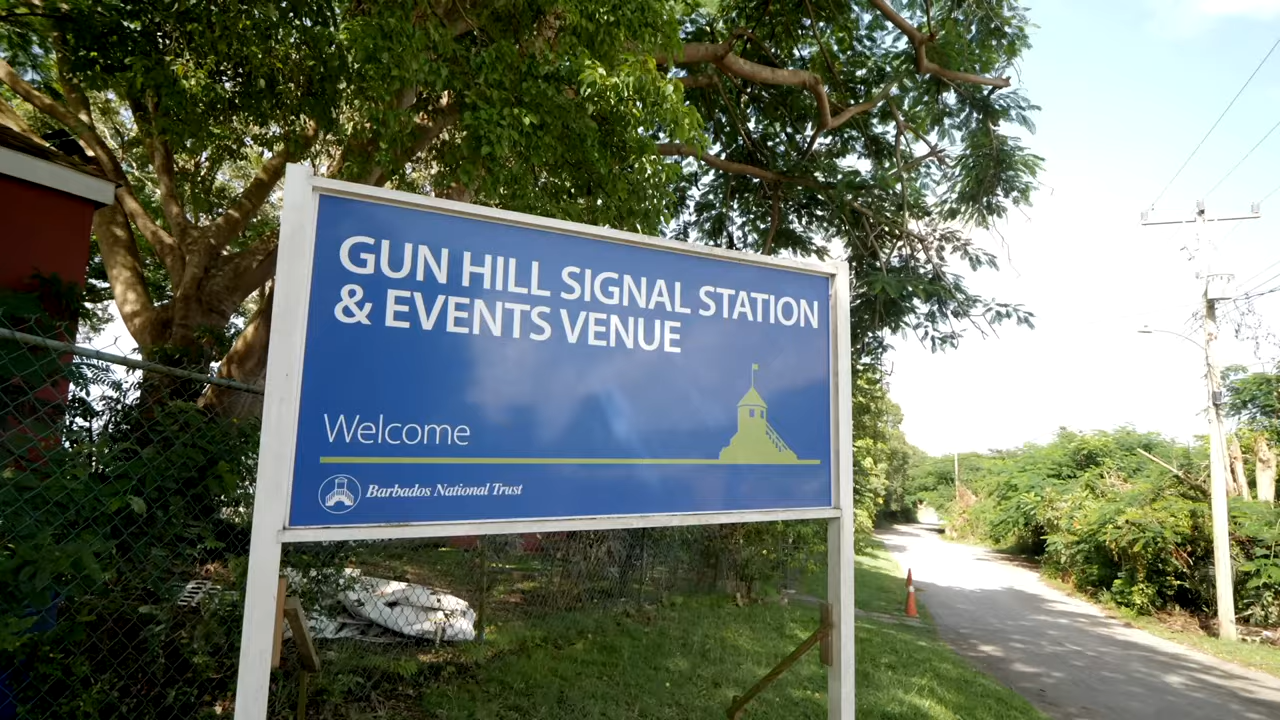 GUN HILL SIGNAL STATION
& EVENTS VENUE
Welcome
Barbados National Trust